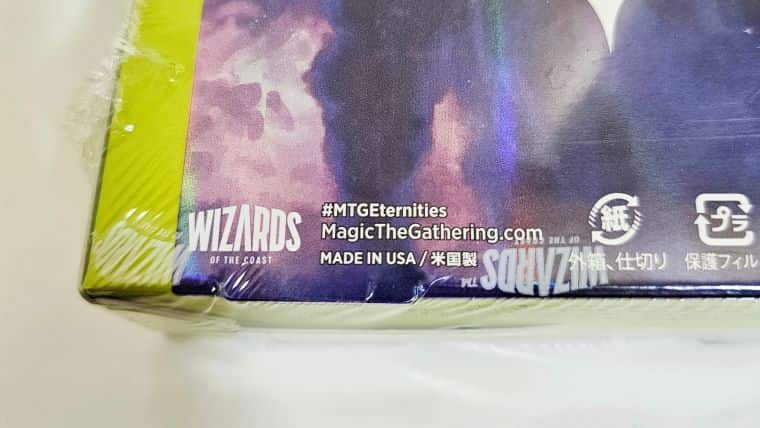 WIZARDS
OF THE COAST
#MTGEternities
MagicTheGathering.com
MADE IN USA / 米国製
WIZARDS
OF THE COAST
TM
紙
外箱、仕切り
プラ
保護フィル